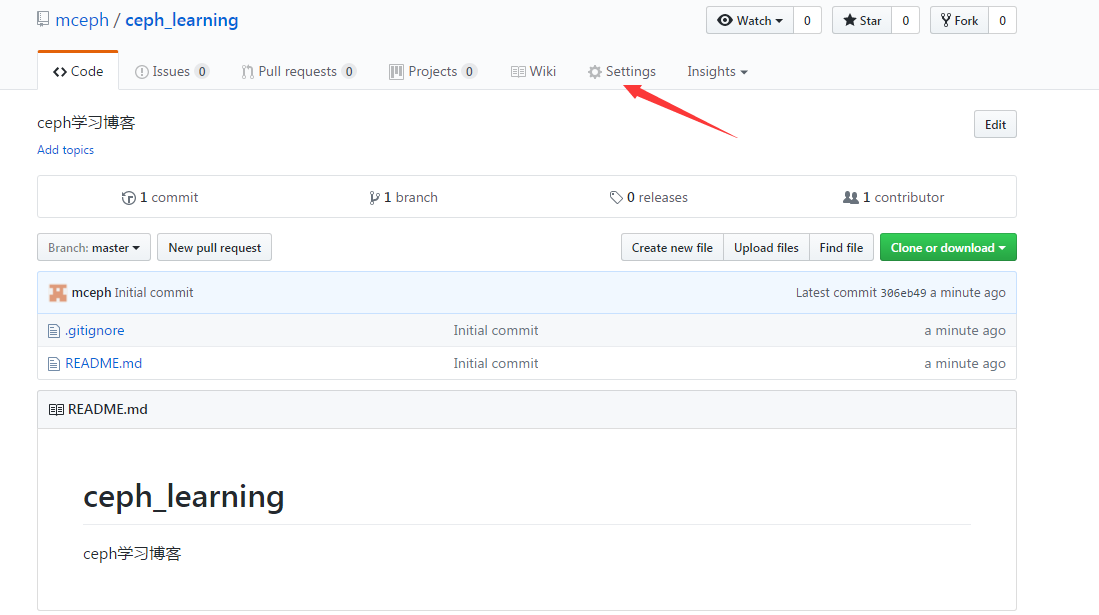 mceph / ceph_learning Watch 0 Star 0 Fork 0
Code Issues 0 Pull requests 0 Projects 0 Wiki Settings Insights
ceph学习博客 Edit
Add topics
1 commit 1 branch 0 releases 1 contributor
Branch: master New pull request Create new file Upload files Find file Clone or download
mceph Initial commit Latest commit 306eb49 a minute ago
.gitignore Initial commit a minute ago
README.md Initial commit a minute ago
README.md
ceph_learning
ceph学习博客